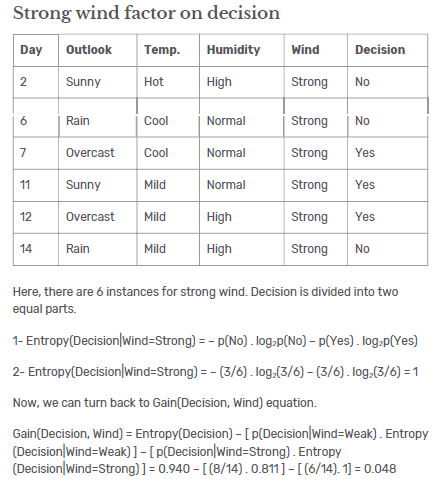 Strong wind factor on decision
Day Outlook Temp. Humidity Wind Decision
2 Sunny Hot High Strong No
6 Rain Cool Normal Strong No
7 Overcast Cool Normal Strong Yes
11 Sunny Mild Normal Strong Yes
12 Overcast Mild High Strong Yes
14 Rain Mild High Strong No
Here, there are 6 instances for strong wind. Decision is divided into two
equal parts.
1- Entropy(Decision|Wind=Strong) = – p(No) . log₂p(No) – p(Yes) . log₂p(Yes)
2- Entropy(Decision|Wind=Strong) = – (3/6) . log₂(3/6) – (3/6) . log₂(3/6) = 1
Now, we can turn back to Gain(Decision, Wind) equation.
Gain(Decision, Wind) = Entropy(Decision) – [ p(Decision|Wind=Weak) . Entropy
(Decision|Wind=Weak) ] – [ p(Decision|Wind=Strong) . Entropy
(Decision|Wind=Strong) ] = 0.940 – [ (8/14) . 0.811 ] – [ (6/14). 1] = 0.048